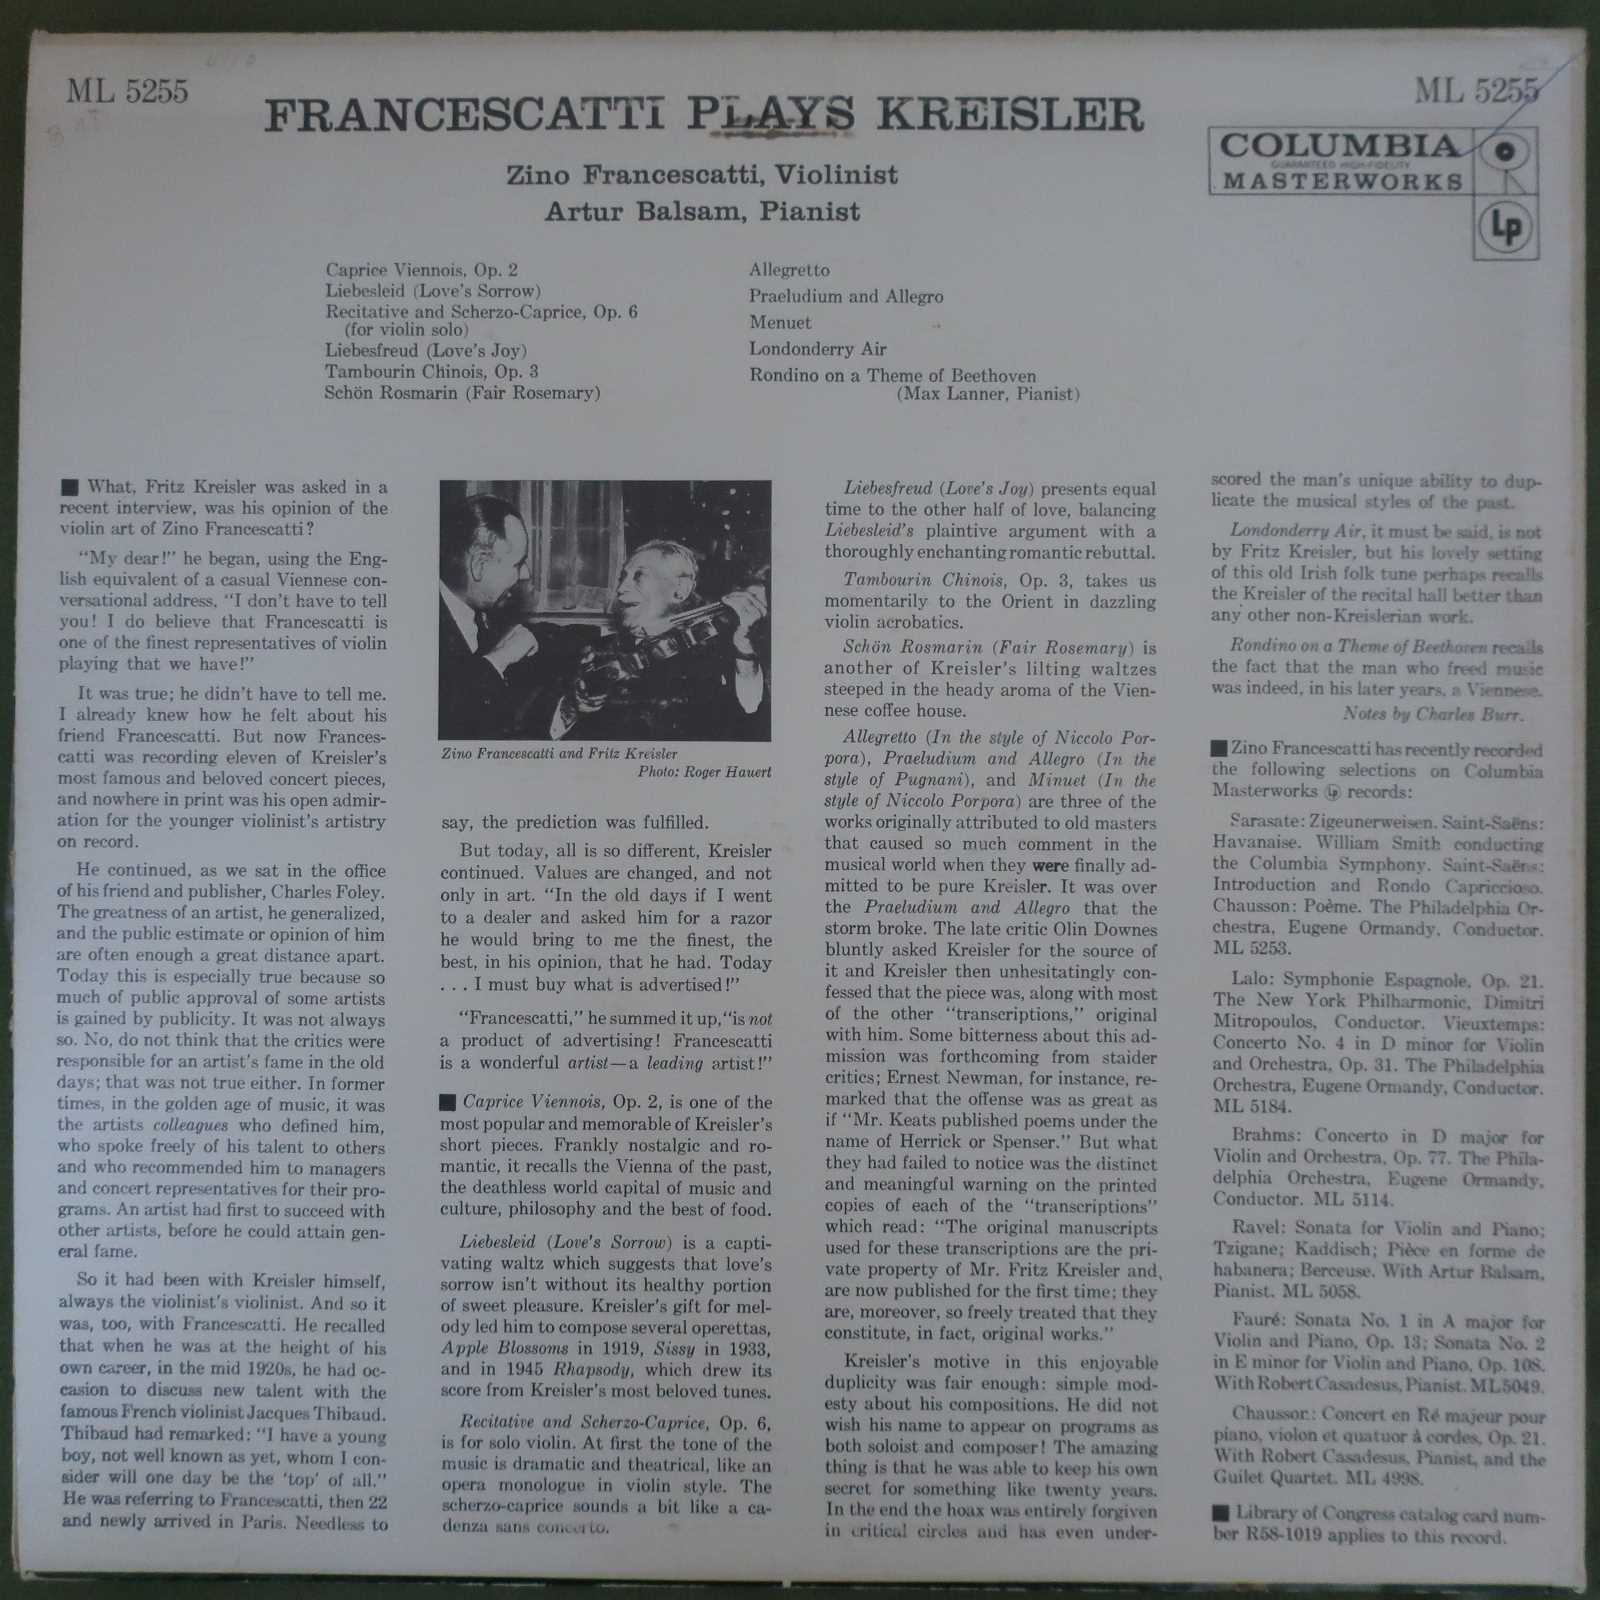 ML 5255
ML 5255
FRANCESCATTI PLAYS KREISLER
COLUMBIA
GUARANTEED HIGH-FIDELITY
MASTERWORKS
Lp
Zino Francescatti, Violinist
Artur Balsam, Pianist
Caprice Viennois, Op. 2
Liebesleid (Love's Sorrow)
Recitative and Scherzo-Caprice, Op. 6
(for violin solo)
Liebesfreud (Love's Joy)
Tambourin Chinois, Op. 3
Schön Rosmarin (Fair Rosemary)
Allegretto
Praeludium and Allegro
Menuet
Londonderry Air
Rondino on a Theme of Beethoven
(Max Lanner, Pianist)
■ What, Fritz Kreisler was asked in a
recent interview, was his opinion of the
violin art of Zino Francescatti?
"My dear!" he began, using the Eng-
lish equivalent of a casual Viennese con-
versational address, "I don't have to tell
you! I do believe that Francescatti is
one of the finest representatives of violin
playing that we have!"
It was true; he didn't have to tell me.
I already knew how he felt about his
friend Francescatti. But now Frances-
catti was recording eleven of Kreisler's
most famous and beloved concert pieces,
and nowhere in print was his open admir-
ation for the younger violinist's artistry
on record.
He continued, as we sat in the office
of his friend and publisher, Charles Foley.
The greatness of an artist, he generalized,
and the public estimate or opinion of him
are often enough a great distance apart.
Today this is especially true because so
much of public approval of some artists
is gained by publicity. It was not always
so. No, do not think that the critics were
responsible for an artist's fame in the old
days; that was not true either. In former
times, in the golden age of music, it was
the artists colleagues who defined him,
who spoke freely of his talent to others
and who recommended him to managers
and concert representatives for their pro-
grams. An artist had first to succeed with
other artists, before he could attain gen-
eral fame.
So it had been with Kreisler himself,
always the violinist's violinist. And so it
was, too, with Francescatti. He recalled
that when he was at the height of his
own career, in the mid 1920s, he had oc-
casion to discuss new talent with the
famous French violinist Jacques Thibaud.
Thibaud had remarked: "I have a young
boy, not well known as yet, whom I con-
sider will one day be the 'top' of all."
He was referring to Francescatti, then 22
and newly arrived in Paris. Needless to
Zino Francescatti and Fritz Kreisler
Photo: Roger Hauert
say, the prediction was fulfilled.
But today, all is so different, Kreisler
continued. Values are changed, and not
only in art. "In the old days if I went
to a dealer and asked him for a razor
he would bring to me the finest, the
best, in his opinion, that he had. Today
. . . I must buy what is advertised!"
"Francescatti," he summed it up, "is not
a product of advertising! Francescatti
is a wonderful artist—a leading artist!"
■ Caprice Viennois, Op. 2, is one of the
most popular and memorable of Kreisler's
short pieces. Frankly nostalgic and ro-
mantic, it recalls the Vienna of the past,
the deathless world capital of music and
culture, philosophy and the best of food.
Liebesleid (Love's Sorrow) is a capti-
vating waltz which suggests that love's
sorrow isn't without its healthy portion
of sweet pleasure. Kreisler's gift for mel-
ody led him to compose several operettas,
Apple Blossoms in 1919, Sissy in 1933,
and in 1945 Rhapsody, which drew its
score from Kreisler's most beloved tunes.
Recitative and Scherzo-Caprice, Op. 6,
is for solo violin. At first the tone of the
music is dramatic and theatrical, like an
opera monologue in violin style. The
scherzo-caprice sounds a bit like a ca-
denza sans concerto.
Liebesfreud (Love's Joy) presents equal
time to the other half of love, balancing
Liebesleid's plaintive argument with a
thoroughly enchanting romantic rebuttal.
Tambourin Chinois, Op. 3, takes us
momentarily to the Orient in dazzling
violin acrobatics.
Schön Rosmarin (Fair Rosemary) is
another of Kreisler's lilting waltzes
steeped in the heady aroma of the Vien-
nese coffee house.
Allegretto (In the style of Niccolo Por-
pora), Praeludium and Allegro (In the
style of Pugnani), and Minuet (In the
style of Niccolo Porpora) are three of the
works originally attributed to old masters
that caused so much comment in the
musical world when they were finally ad-
mitted to be pure Kreisler. It was over
the Praeludium and Allegro that the
storm broke. The late critic Olin Downes
bluntly asked Kreisler for the source of
it and Kreisler then unhesitatingly con-
fessed that the piece was, along with most
of the other "transcriptions," original
with him. Some bitterness about this ad-
mission was forthcoming from staider
critics; Ernest Newman, for instance, re-
marked that the offense was as great as
if "Mr. Keats published poems under the
name of Herrick or Spenser." But what
they had failed to notice was the distinct
and meaningful warning on the printed
copies of each of the "transcriptions"
which read: "The original manuscripts
used for these transcriptions are the pri-
vate property of Mr. Fritz Kreisler and,
are now published for the first time; they
are, moreover, so freely treated that they
constitute, in fact, original works."
Kreisler's motive in this enjoyable
duplicity was fair enough: simple mod-
esty about his compositions. He did not
wish his name to appear on programs as
both soloist and composer! The amazing
thing is that he was able to keep his own
secret for something like twenty years.
In the end the hoax was entirely forgiven
in critical circles and has even under-
scored the man's unique ability to dup-
licate the musical styles of the past.
Londonderry Air, it must be said, is not
by Fritz Kreisler, but his lovely setting
of this old Irish folk tune perhaps recalls
the Kreisler of the recital hall better than
any other non-Kreislerian work.
Rondino on a Theme of Beethoven recalls
the fact that the man who freed music
was indeed, in his later years, a Viennese.
Notes by Charles Burr.
■ Zino Francescatti has recently recorded
the following selections on Columbia
Masterworks Lp records:
Sarasate: Zigeunerweisen. Saint-Saëns:
Havanaise. William Smith conducting
the Columbia Symphony. Saint-Saëns:
Introduction and Rondo Capriccioso.
Chausson: Poème. The Philadelphia Or-
chestra, Eugene Ormandy, Conductor.
ML 5253.
Lalo: Symphonie Espagnole, Op. 21.
The New York Philharmonic, Dimitri
Mitropoulos, Conductor. Vieuxtemps:
Concerto No. 4 in D minor for Violin
and Orchestra, Op. 31. The Philadelphia
Orchestra, Eugene Ormandy, Conductor.
ML 5184.
Brahms: Concerto in D major for
Violin and Orchestra, Op. 77. The Phila-
delphia Orchestra, Eugene Ormandy,
Conductor. ML 5114.
Ravel: Sonata for Violin and Piano;
Tzigane; Kaddisch; Pièce en forme de
habanera; Berceuse. With Artur Balsam,
Pianist. ML 5058.
Fauré: Sonata No. 1 in A major for
Violin and Piano, Op. 13; Sonata No. 2
in E minor for Violin and Piano, Op. 108.
With Robert Casadesus, Pianist. ML 5049.
Chausson: Concert en Ré majeur pour
piano, violon et quatuor à cordes, Op. 21.
With Robert Casadesus, Pianist, and the
Guilet Quartet. ML 4998.
■ Library of Congress catalog card num-
ber R58-1019 applies to this record.